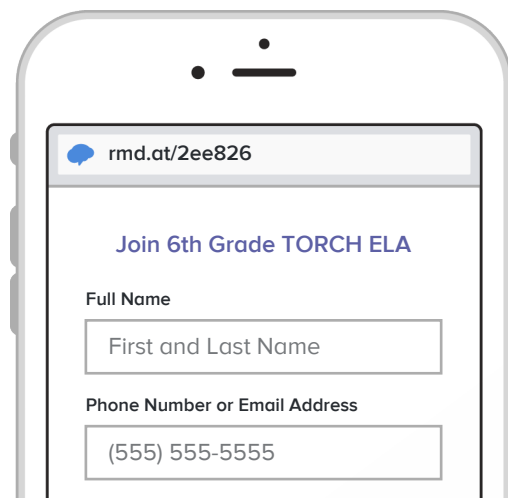 rmd.at/2ee826
Join 6th Grade TORCH ELA
Full Name
First and Last Name
Phone Number or Email Address
(555) 555-5555